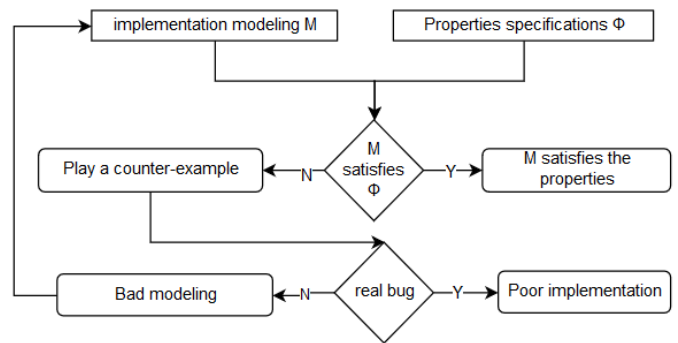 implementation modeling M
Properties specifications Φ
M
satisfies
Φ
N
Y
Play a counter-example
M satisfies the
properties
real bug
N
Y
Bad modeling
Poor implementation